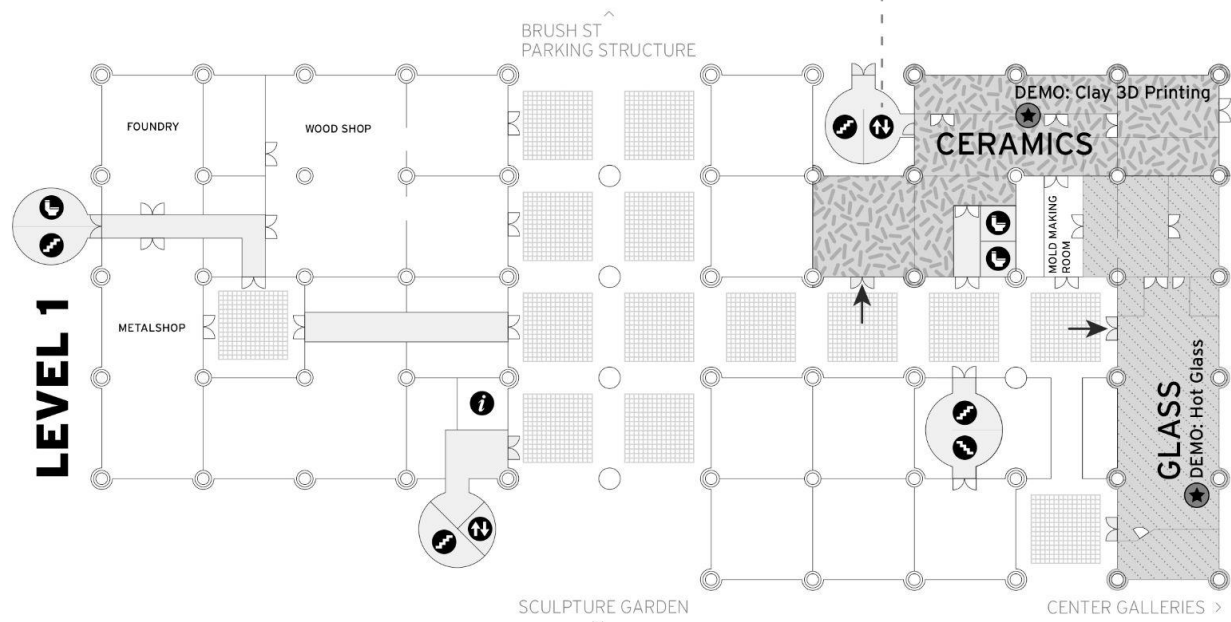 BRUSH ST
PARKING STRUCTURE
FOUNDRY
WOOD SHOP
DEMO: Clay 3D Printing
CERAMICS
MOLD MAKING
ROOM
LEVEL 1
METALSHOP
i
GLASS
DEMO: Hot Glass
SCULPTURE GARDEN
CENTER GALLERIES >